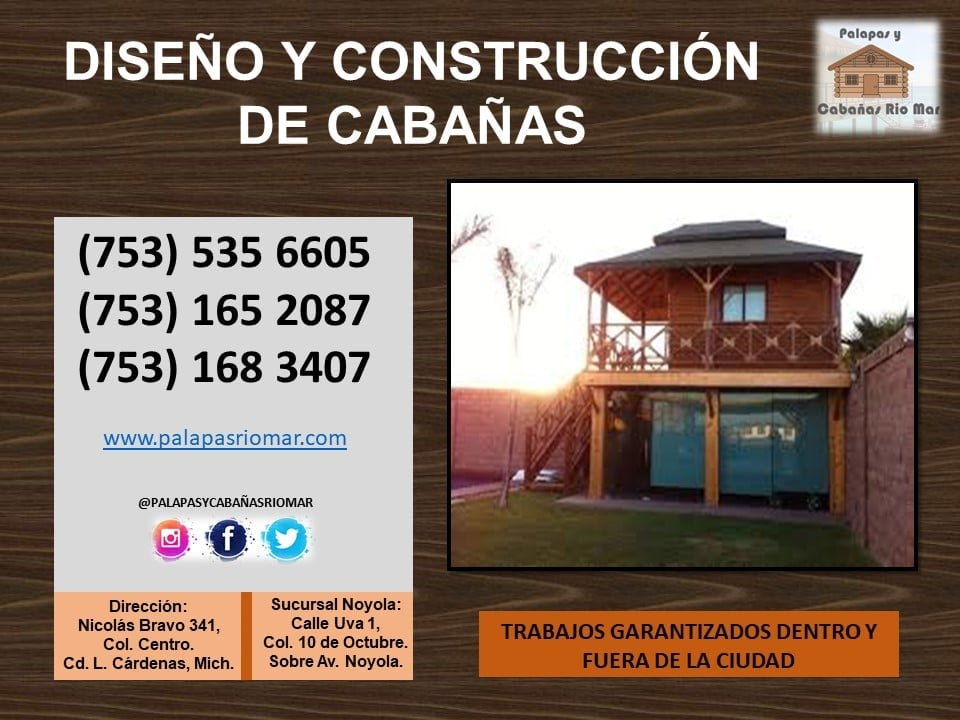 DISEÑO Y CONSTRUCCIÓN
DE CABAÑAS
Palapas y
Cabañas Rio Mar
(753) 535 6605
(753) 165 2087
(753) 168 3407
www.palapasriomar.com
@PALAPASYCABAÑASRIOMAR
Dirección:
Nicolás Bravo 341,
Col. Centro.
Cd. L. Cárdenas, Mich.
Sucursal Noyola:
Calle Uva 1,
Col. 10 de Octubre.
Sobre Av. Noyola.
TRABAJOS GARANTIZADOS DENTRO Y
FUERA DE LA CIUDAD